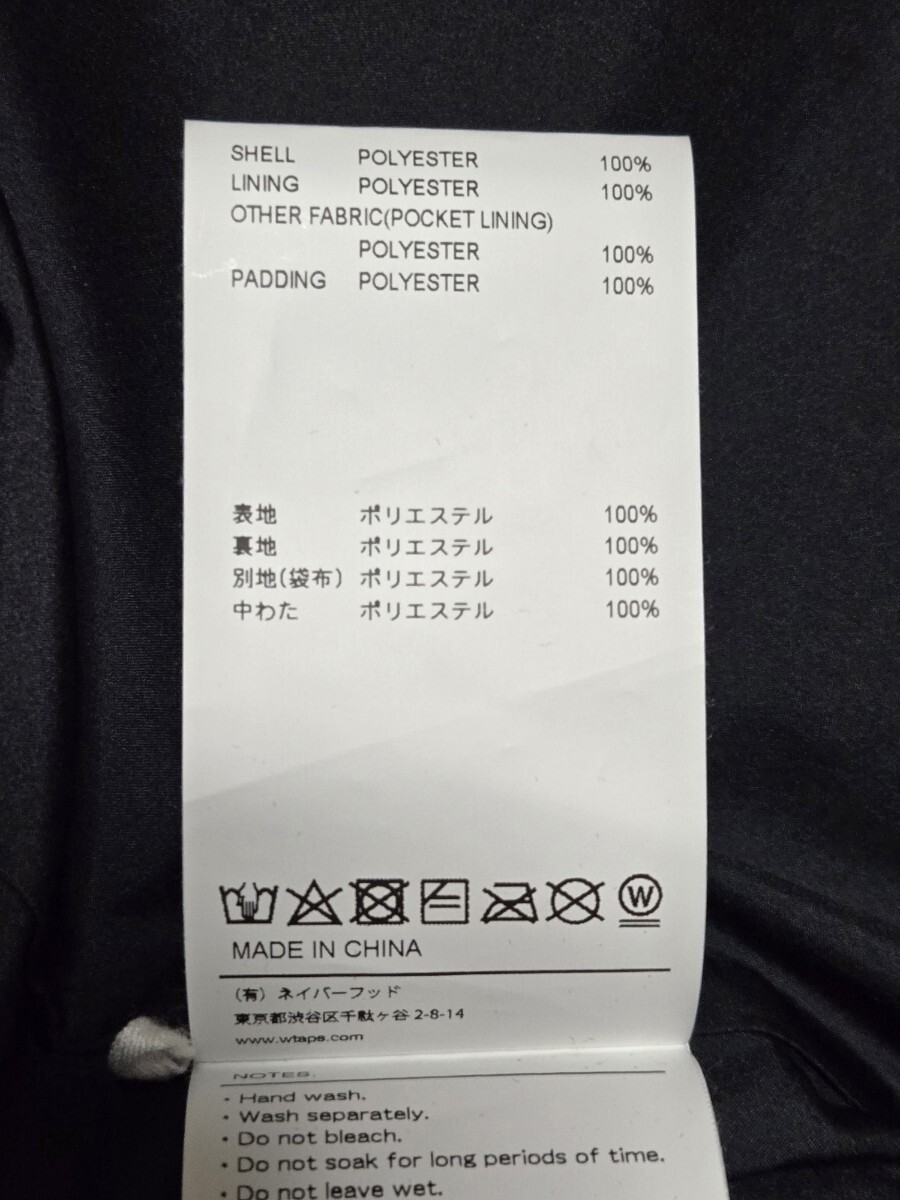 SHELL POLYESTER 100%
LINING POLYESTER 100%
OTHER FABRIC(POCKET LINING)
POLYESTER 100%
PADDING POLYESTER 100%
表地 ポリエステル 100%
裏地 ポリエステル 100%
別地(袋布) ポリエステル 100%
中わた ポリエステル 100%
W
MADE IN CHINA
(有) ネイバーフッド
東京都渋谷区千駄ヶ谷 2-8-14
www.wtaps.com
NOTES.
・Hand wash.
・Wash separately.
・Do not bleach.
・Do not soak for long periods of time.
・Do not leave wet.